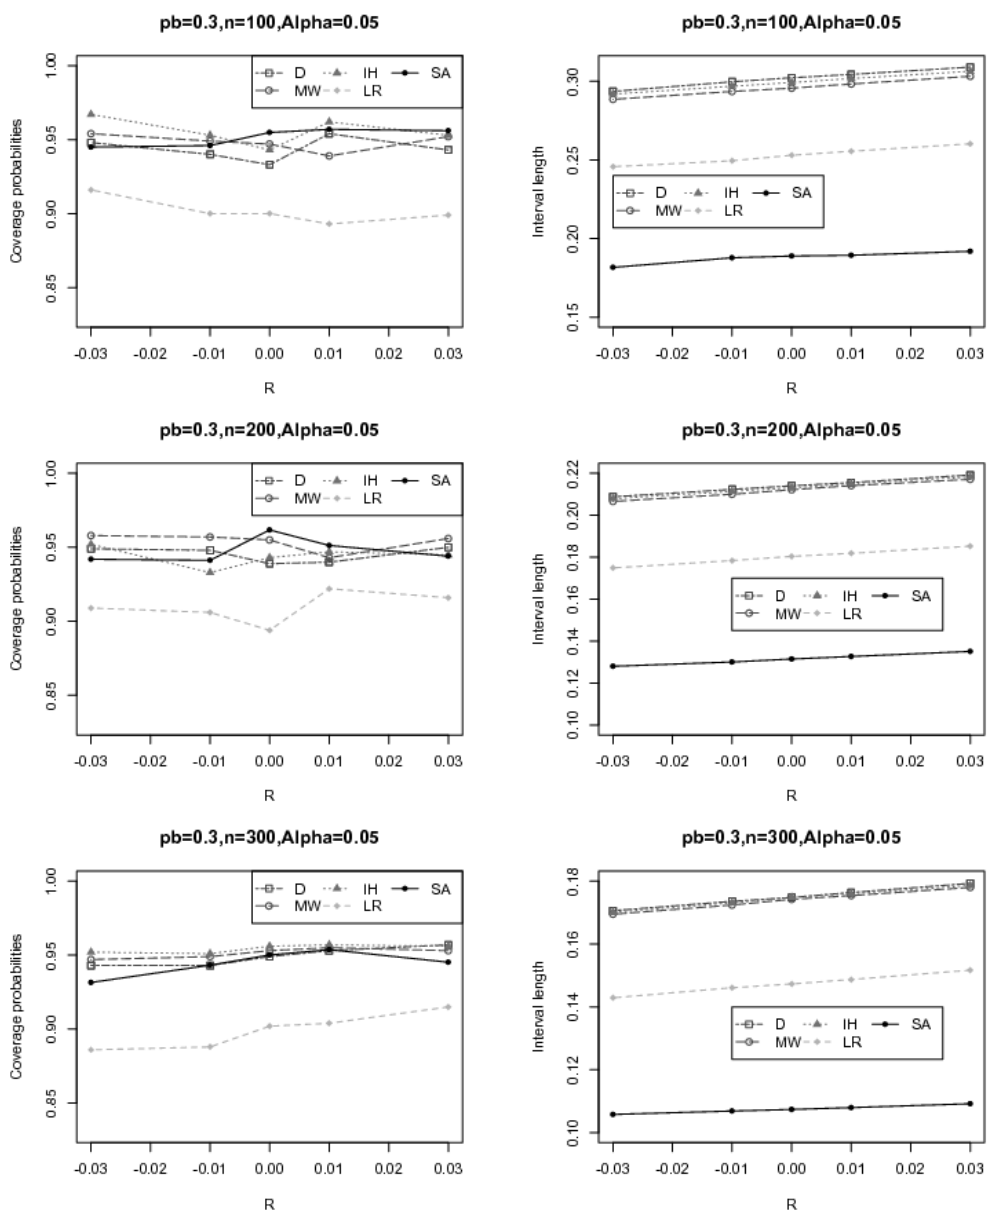 pb=0.3,n=100,Alpha=0.05
Coverage probabilities
1.00
0.95
0.90
0.85
D IH SA
MW LR
-0.03 -0.02 -0.01 0.00 0.01 0.02 0.03
R
pb=0.3,n=100,Alpha=0.05
Interval length
0.30
0.25
0.20
0.15
D IH SA
MW LR
-0.03 -0.02 -0.01 0.00 0.01 0.02 0.03
R
pb=0.3,n=200,Alpha=0.05
Coverage probabilities
1.00
0.95
0.90
0.85
D IH SA
MW LR
-0.03 -0.02 -0.01 0.00 0.01 0.02 0.03
R
pb=0.3,n=200,Alpha=0.05
Interval length
0.22
0.20
0.18
0.16
0.14
0.12
0.10
D IH SA
MW LR
-0.03 -0.02 -0.01 0.00 0.01 0.02 0.03
R
pb=0.3,n=300,Alpha=0.05
Coverage probabilities
1.00
0.95
0.90
0.85
D IH SA
MW LR
-0.03 -0.02 -0.01 0.00 0.01 0.02 0.03
R
pb=0.3,n=300,Alpha=0.05
Interval length
0.18
0.16
0.14
0.12
0.10
D IH SA
MW LR
-0.03 -0.02 -0.01 0.00 0.01 0.02 0.03
R